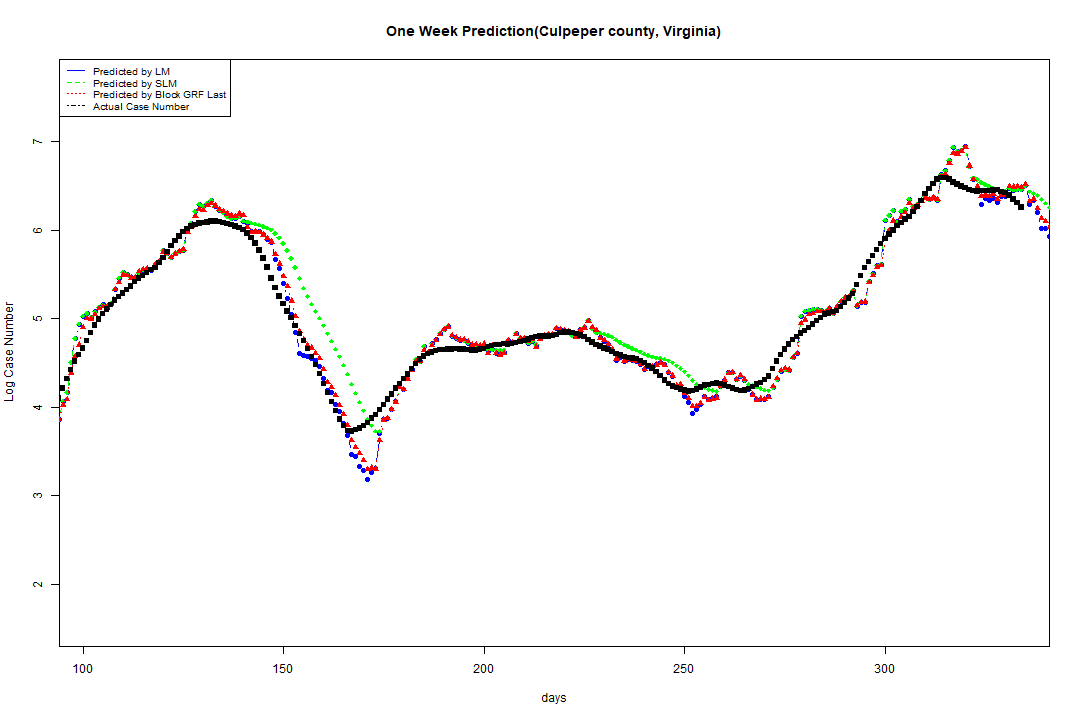 One Week Prediction(Culpeper county, Virginia)
Predicted by LM
Predicted by SLM
Predicted by Block GRF Last
Actual Case Number
7
6
5
4
3
2
Log Case Number
100 150 200 250 300
days